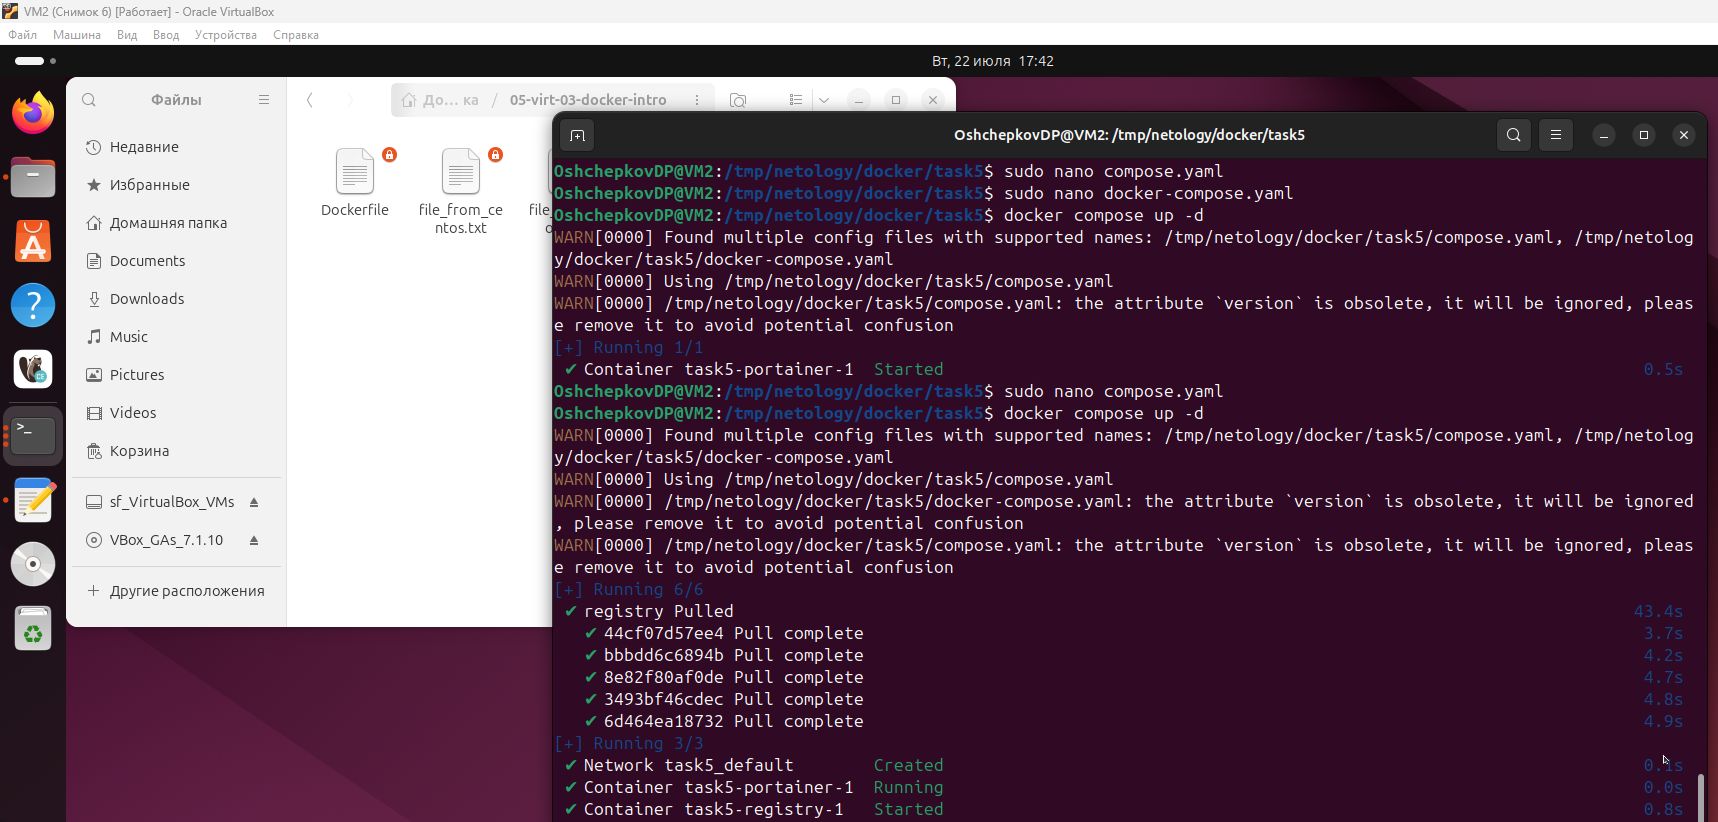 VM2 (Снимок 6) [Работает] - Oracle VirtualBox
Файл Машина Вид Ввод Устройства Справка
Вт, 22 июля 17:42
Файлы
До... ка / 05-virt-03-docker-intro
Недавние
Избранные
Домашняя папка
Documents
Downloads
Music
Pictures
Videos
Корзина
sf_VirtualBox_VMs
VBox_GAs_7.1.10
+ Другие расположения
Dockerfile
file_from_ce
ntos.txt
file_
OshchepkovDP@VM2: /tmp/netology/docker/task5
OshchepkovDP@VM2:/tmp/netology/docker/task5$ sudo nano compose.yaml
OshchepkovDP@VM2:/tmp/netology/docker/task5$ sudo nano docker-compose.yaml
OshchepkovDP@VM2:/tmp/netology/docker/task5$ docker compose up -d
WARN[0000] Found multiple config files with supported names: /tmp/netology/docker/task5/compose.yaml, /tmp/netolog
y/docker/task5/docker-compose.yaml
WARN[0000] Using /tmp/netology/docker/task5/compose.yaml
WARN[0000] /tmp/netology/docker/task5/compose.yaml: the attribute `version` is obsolete, it will be ignored, pleas
e remove it to avoid potential confusion
[+] Running 1/1
✔ Container task5-portainer-1 Started 0.5s
OshchepkovDP@VM2:/tmp/netology/docker/task5$ sudo nano compose.yaml
OshchepkovDP@VM2:/tmp/netology/docker/task5$ docker compose up -d
WARN[0000] Found multiple config files with supported names: /tmp/netology/docker/task5/compose.yaml, /tmp/netolog
y/docker/task5/docker-compose.yaml
WARN[0000] Using /tmp/netology/docker/task5/compose.yaml
WARN[0000] /tmp/netology/docker/task5/docker-compose.yaml: the attribute `version` is obsolete, it will be ignored
, please remove it to avoid potential confusion
WARN[0000] /tmp/netology/docker/task5/compose.yaml: the attribute `version` is obsolete, it will be ignored, pleas
e remove it to avoid potential confusion
[+] Running 6/6
✔ registry Pulled 43.4s
✔ 44cf07d57ee4 Pull complete 3.7s
✔ bbbdd6c6894b Pull complete 4.2s
✔ 8e82f80af0de Pull complete 4.7s
✔ 3493bf46cdec Pull complete 4.8s
✔ 6d464ea18732 Pull complete 4.9s
[+] Running 3/3
✔ Network task5_default Created 0.1s
✔ Container task5-portainer-1 Running 0.0s
✔ Container task5-registry-1 Started 0.8s